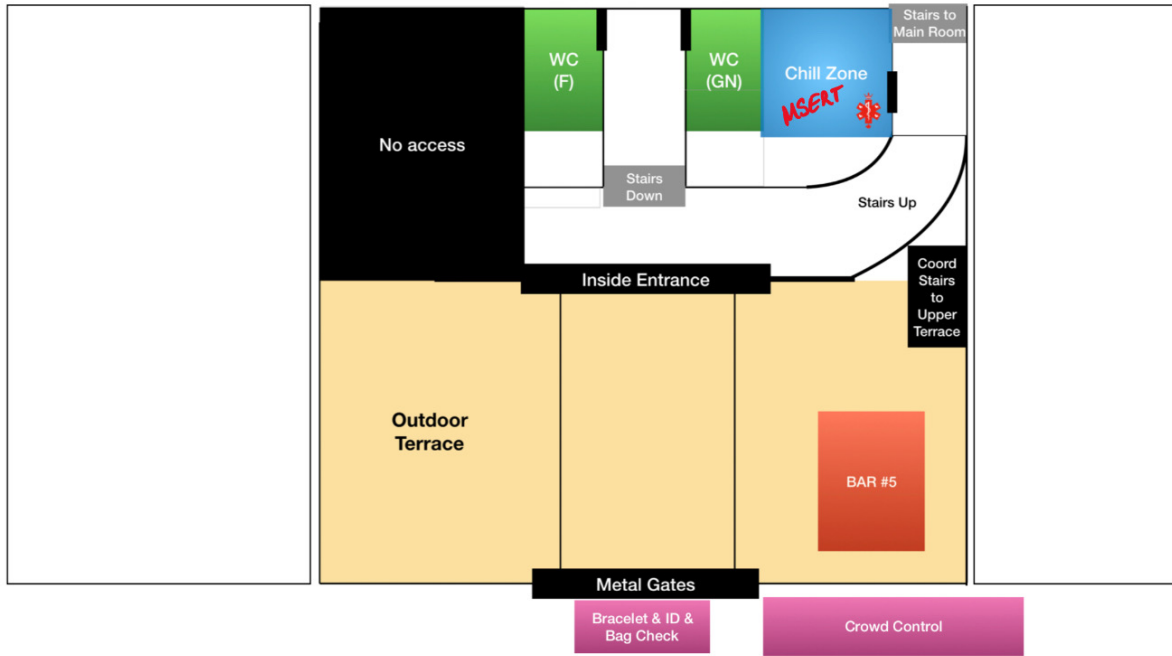 WC
(F)
WC
(GN)
Chill Zone
MSERT
Stairs to
Main Room
No access
Stairs
Down
Stairs Up
Inside Entrance
Coord
Stairs
to
Upper
Terrace
Outdoor
Terrace
BAR #5
Metal Gates
Bracelet & ID &
Bag Check
Crowd Control